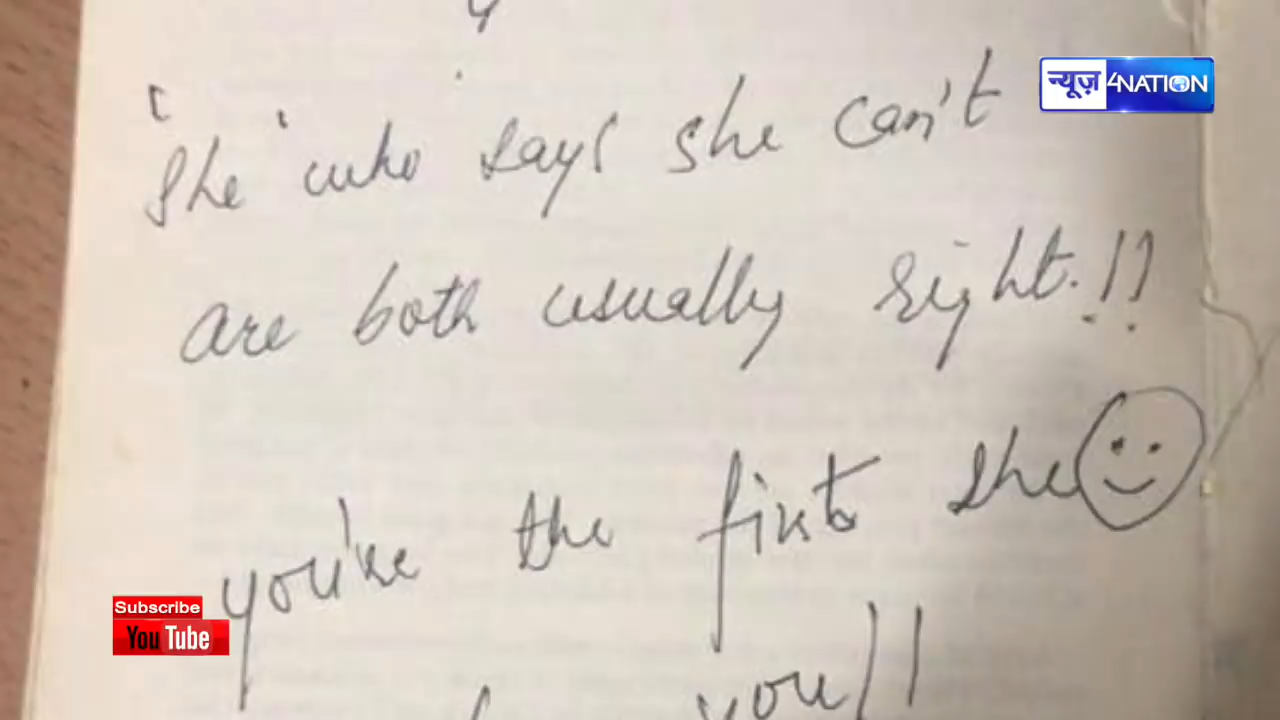 न्यूज़ 4NATION
"She" who says she can't
are both usually right.!!
you're the first she
you!!
Subscribe
YouTube